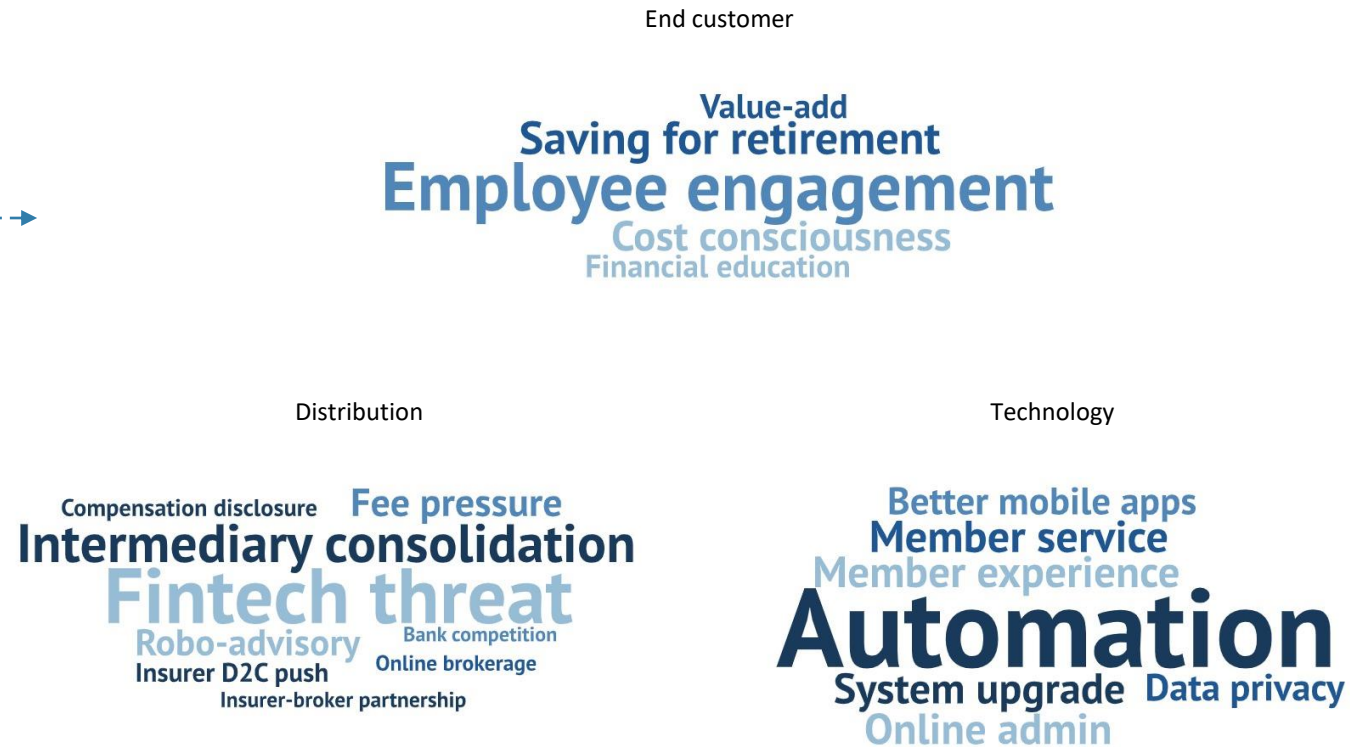 End customer
Value-add
Saving for retirement
Employee engagement
Cost consciousness
Financial education
Distribution
Compensation disclosure
Fee pressure
Intermediary consolidation
Fintech threat
Robo-advisory
Bank competition
Insurer D2C push
Online brokerage
Insurer-broker partnership
Technology
Better mobile apps
Member service
Member experience
Automation
System upgrade
Data privacy
Online admin